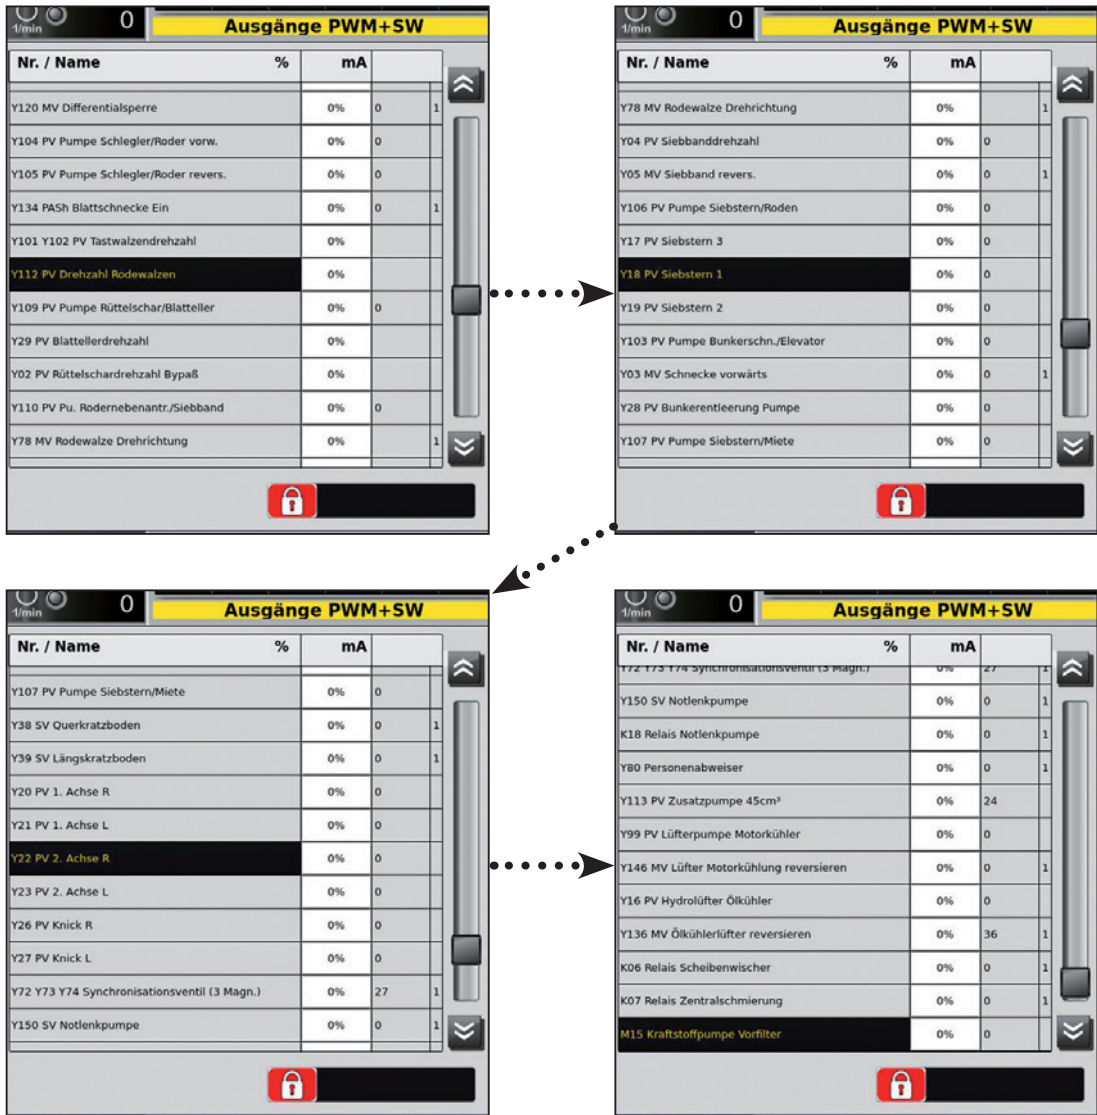 1/min 0 Ausgänge PWM+SW
Nr. / Name % mA
Y120 MV Differentialsperre 0% 0 1
Y104 PV Pumpe Schlegler/Roder vorw. 0% 0
Y105 PV Pumpe Schlegler/Roder revers. 0% 0
Y134 PASh Blattschnecke Ein 0% 0 1
Y101 Y102 PV Tastwalzendrehzahl 0%
Y112 PV Drehzahl Rodewalzen 0%
Y109 PV Pumpe Rüttelschar/Blatteller 0% 0
Y29 PV Blattellerdrehzahl 0%
Y02 PV Rüttelschardrehzahl Bypaß 0%
Y110 PV Pu. Rodernebenantr./Siebband 0% 0
Y78 MV Rodewalze Drehrichtung 0% 1
1/min 0 Ausgänge PWM+SW
Nr. / Name % mA
Y78 MV Rodewalze Drehrichtung 0% 1
Y04 PV Siebbanddrehzahl 0% 0
Y05 MV Siebband revers. 0% 0 1
Y106 PV Pumpe Siebstern/Roden 0% 0
Y17 PV Siebstern 3 0% 0
Y18 PV Siebstern 1 0% 0
Y19 PV Siebstern 2 0% 0
Y103 PV Pumpe Bunkerschn./Elevator 0% 0
Y03 MV Schnecke vorwärts 0% 0 1
Y28 PV Bunkerentleerung Pumpe 0% 0
Y107 PV Pumpe Siebstern/Miete 0% 0
1/min 0 Ausgänge PWM+SW
Nr. / Name % mA
Y107 PV Pumpe Siebstern/Miete 0% 0
Y38 SV Querkratzboden 0% 0 1
Y39 SV Längskratzboden 0% 0 1
Y20 PV 1. Achse R 0% 0
Y21 PV 1. Achse L 0% 0
Y22 PV 2. Achse R 0% 0
Y23 PV 2. Achse L 0% 0
Y26 PV Knick R 0% 0
Y27 PV Knick L 0% 0
Y72 Y73 Y74 Synchronisationsventil (3 Magn.) 0% 27 1
Y150 SV Notlenkpumpe 0% 0 1
1/min 0 Ausgänge PWM+SW
Nr. / Name % mA
Y72 Y73 Y74 Synchronisationsventil (3 Magn.) 0% 27 1
Y150 SV Notlenkpumpe 0% 0 1
K18 Relais Notlenkpumpe 0% 0 1
Y80 Personenabweiser 0% 0 1
Y113 PV Zusatzpumpe 45cm³ 0% 24
Y99 PV Lüfterpumpe Motorkühler 0% 0
Y146 MV Lüfter Motorkühlung reversieren 0% 0 1
Y16 PV Hydrolüfter Ölkühler 0% 0
Y136 MV Ölkühlerlüfter reversieren 0% 36 1
K06 Relais Scheibenwischer 0% 0 1
K07 Relais Zentralschmierung 0% 0 1
M15 Kraftstoffpumpe Vorfilter 0% 0